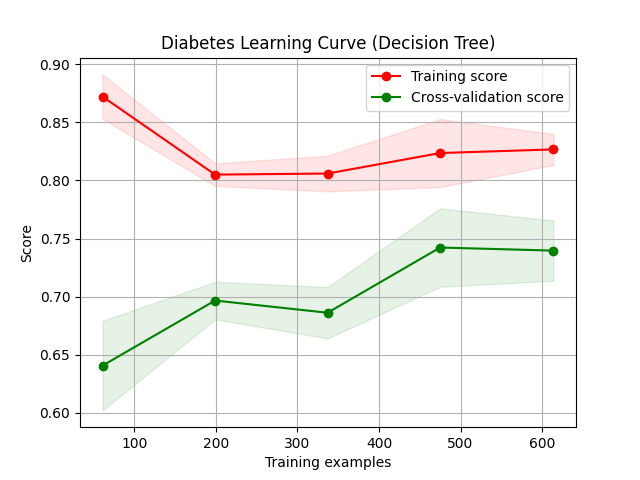 Diabetes Learning Curve (Decision Tree)
Training score
Cross-validation score
0.90
0.85
0.80
0.75
0.70
0.65
0.60
Score
100
200
300
400
500
600
Training examples